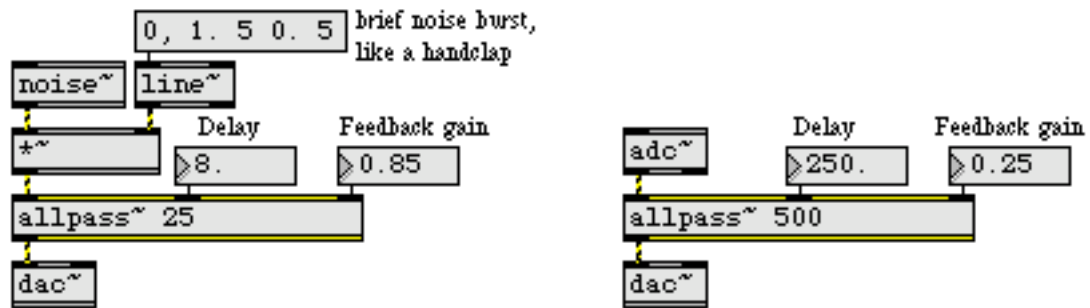 0, 1. 5 0. 5
brief noise burst,
like a handclap
noise~
line~
Delay
Feedback gain
*~
8.
0.85
allpass~ 25
dac~
Delay
Feedback gain
adc~
250.
0.25
allpass~ 500
dac~